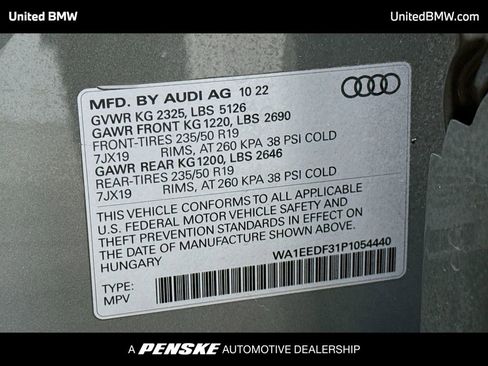 United BMW
UnitedBMW.com
MFD. BY AUDI AG 10 22
GVWR KG 2325, LBS 5126
GAWR FRONT KG 1220, LBS 2690
FRONT-TIRES 235/50 R19
7JX19 RIMS, AT 260 KPA 38 PSI COLD
GAWR REAR KG 1200, LBS 2646
REAR-TIRES 235/50 R19
7JX19 RIMS, AT 260 KPA 38 PSI COLD
THIS VEHICLE CONFORMS TO ALL APPLICABLE
U.S. FEDERAL MOTOR VEHICLE SAFETY AND
THEFT PREVENTION STANDARDS IN EFFECT ON
THE DATE OF MANUFACTURE SHOWN ABOVE.
HUNGARY
WA1EEDF31P1054440
TYPE:
MPV
A PENSKE AUTOMOTIVE DEALERSHIP